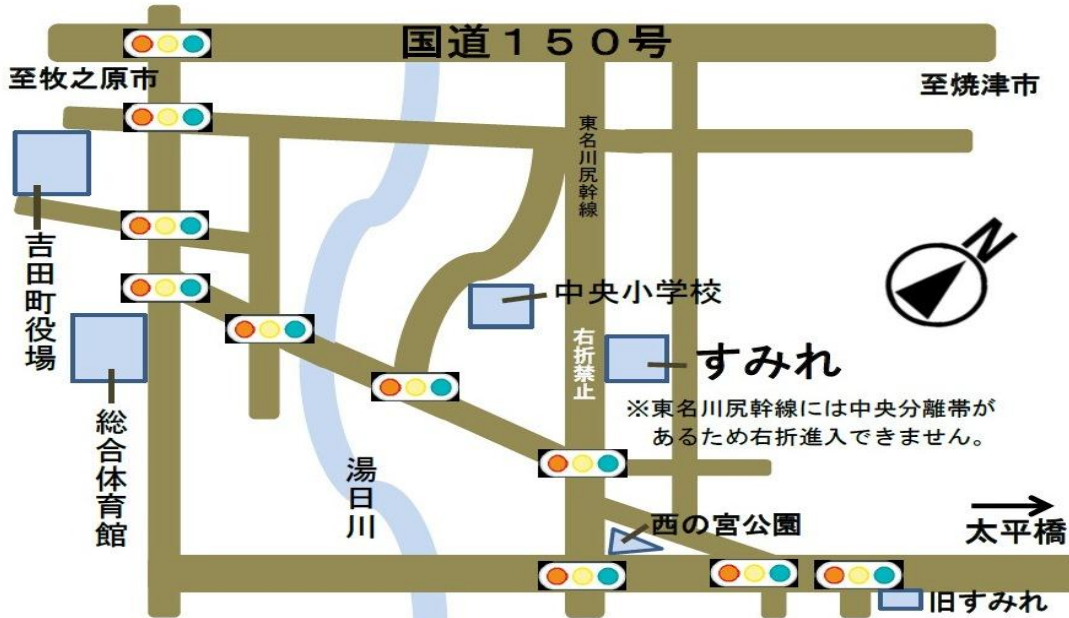 国道１５０号
至牧之原市
至焼津市
東名川尻幹線
N
吉田町役場
中央小学校
右折禁止
すみれ
※東名川尻幹線には中央分離帯が
あるため右折進入できません。
総合体育館
湯日川
西の宮公園
太平橋
旧すみれ